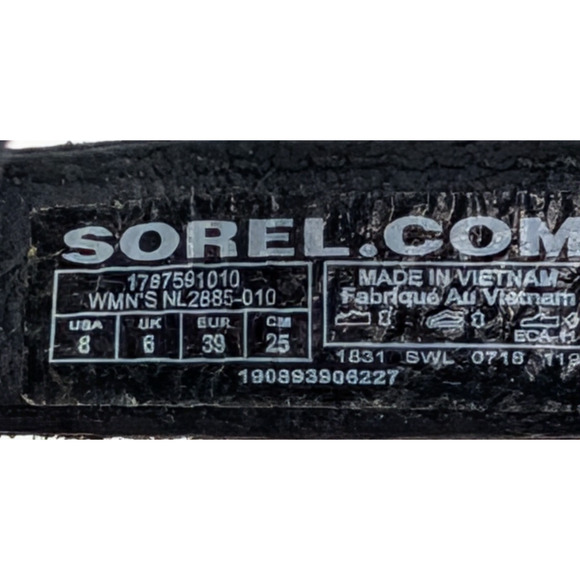 SOREL.COM
1787591010
WMN'S NL2885-010
USA UK EUR CM
8 6 39 25
MADE IN VIETNAM
Fabriqué Au Vietnam
1831 SWL 0718 119
190893906227